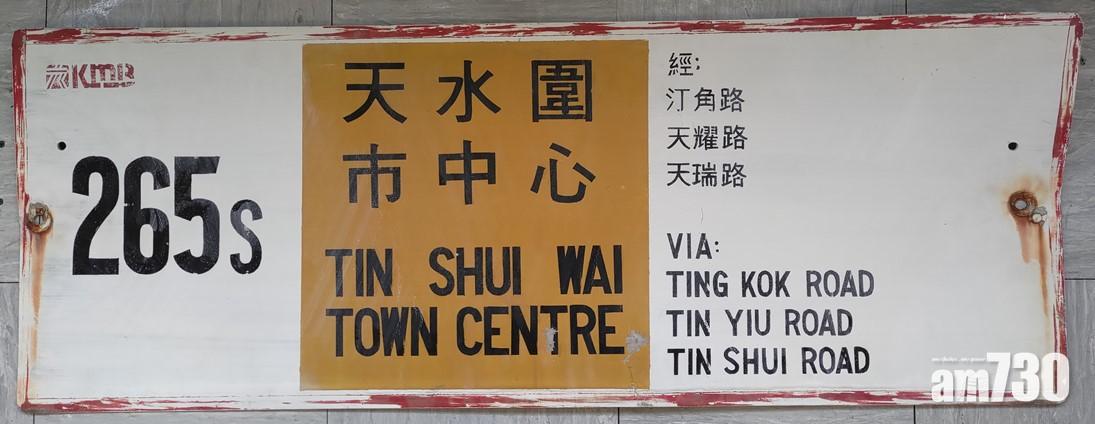 KMB
265S
天水圍
市中心
TIN SHUI WAI
TOWN CENTRE
經:
汀角路
天耀路
天瑞路
VIA:
TING KOK ROAD
TIN YIU ROAD
TIN SHUI ROAD
am730